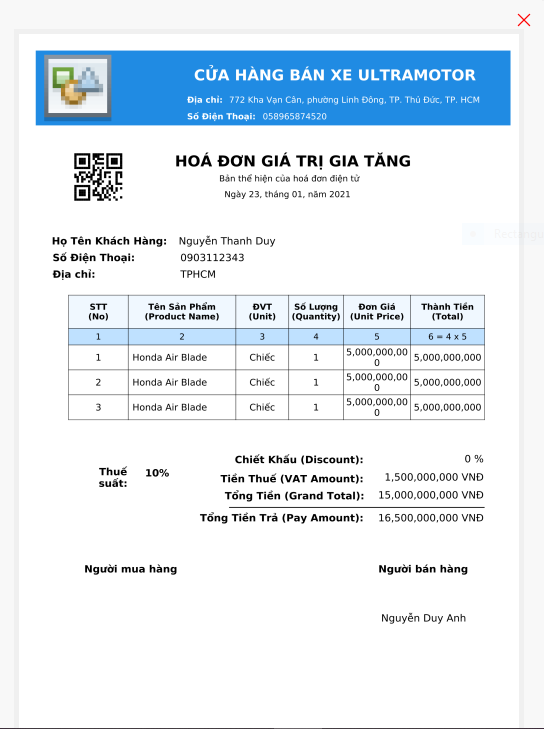 CỬA HÀNG BÁN XE ULTRAMOTOR
Địa chỉ: 772 Kha Vạn Cân, phường Linh Đông, TP. Thủ Đức, TP. HCM
Số Điện Thoại: 058965874520
HOÁ ĐƠN GIÁ TRỊ GIA TĂNG
Bản thể hiện của hoá đơn điện tử
Ngày 23, tháng 01, năm 2021
Họ Tên Khách Hàng: Nguyễn Thanh Duy
Số Điện Thoại: 0903112343
Địa chỉ: TPHCM
STT Tên Sản Phẩm ĐVT Số Lượng Đơn Giá Thành Tiền
(No) (Product Name) (Unit) (Quantity) (Unit Price) (Total)
1 2 3 4 5 6 = 4 x 5
1 Honda Air Blade Chiếc 1 5,000,000,00 5,000,000,000
0
2 Honda Air Blade Chiếc 1 5,000,000,00 5,000,000,000
0
3 Honda Air Blade Chiếc 1 5,000,000,00 5,000,000,000
0
Chiết Khấu (Discount): 0 %
Thuế suất: 10%
Tiền Thuế (VAT Amount): 1,500,000,000 VNĐ
Tổng Tiền (Grand Total): 15,000,000,000 VNĐ
Tổng Tiền Trả (Pay Amount): 16,500,000,000 VNĐ
Người mua hàng Người bán hàng
Nguyễn Duy Anh